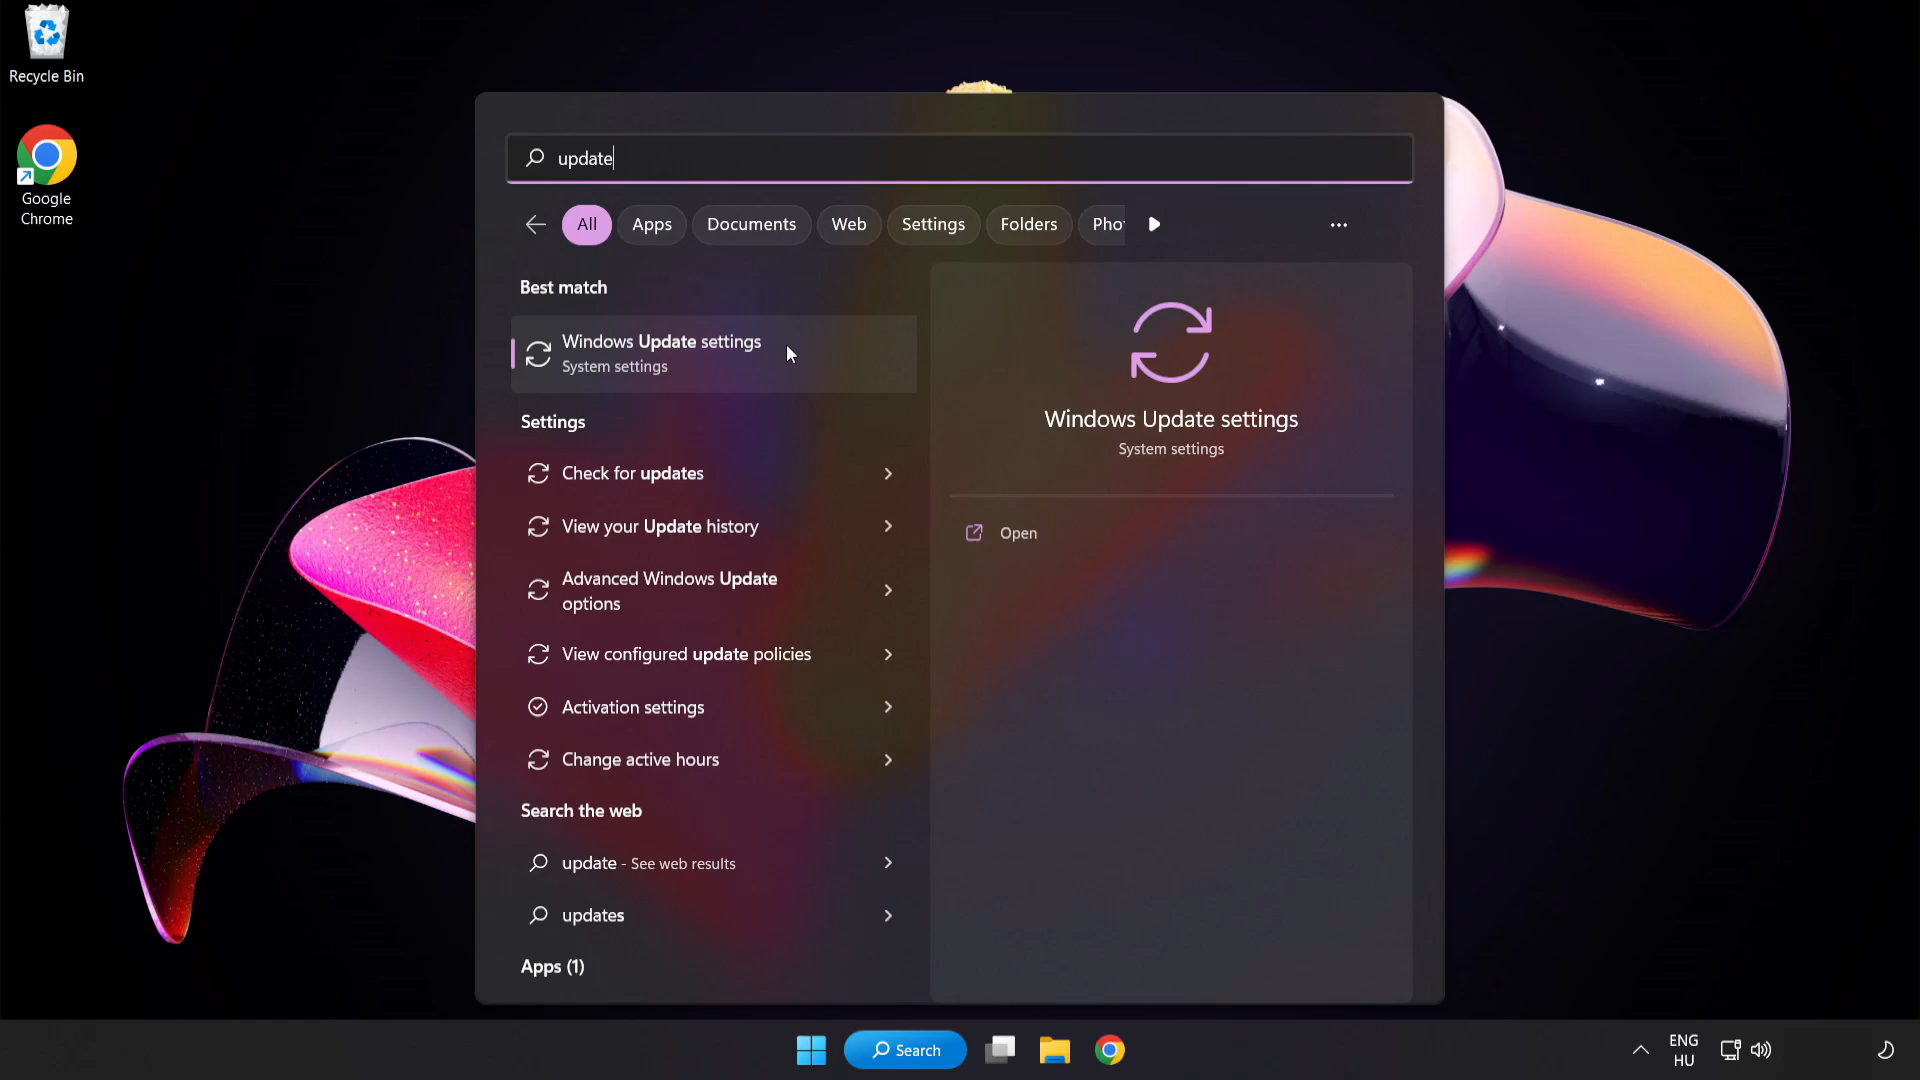 Recycle Bin
Google
Chrome
update
All
Apps
Documents
Web
Settings
Folders
Pho
Best match
Windows Update settings
System settings
Settings
Check for updates
View your Update history
Advanced Windows Update
options
View configured update policies
Activation settings
Change active hours
Search the web
update - See web results
updates
Apps (1)
Windows Update settings
System settings
Open
Search
ENG
HU